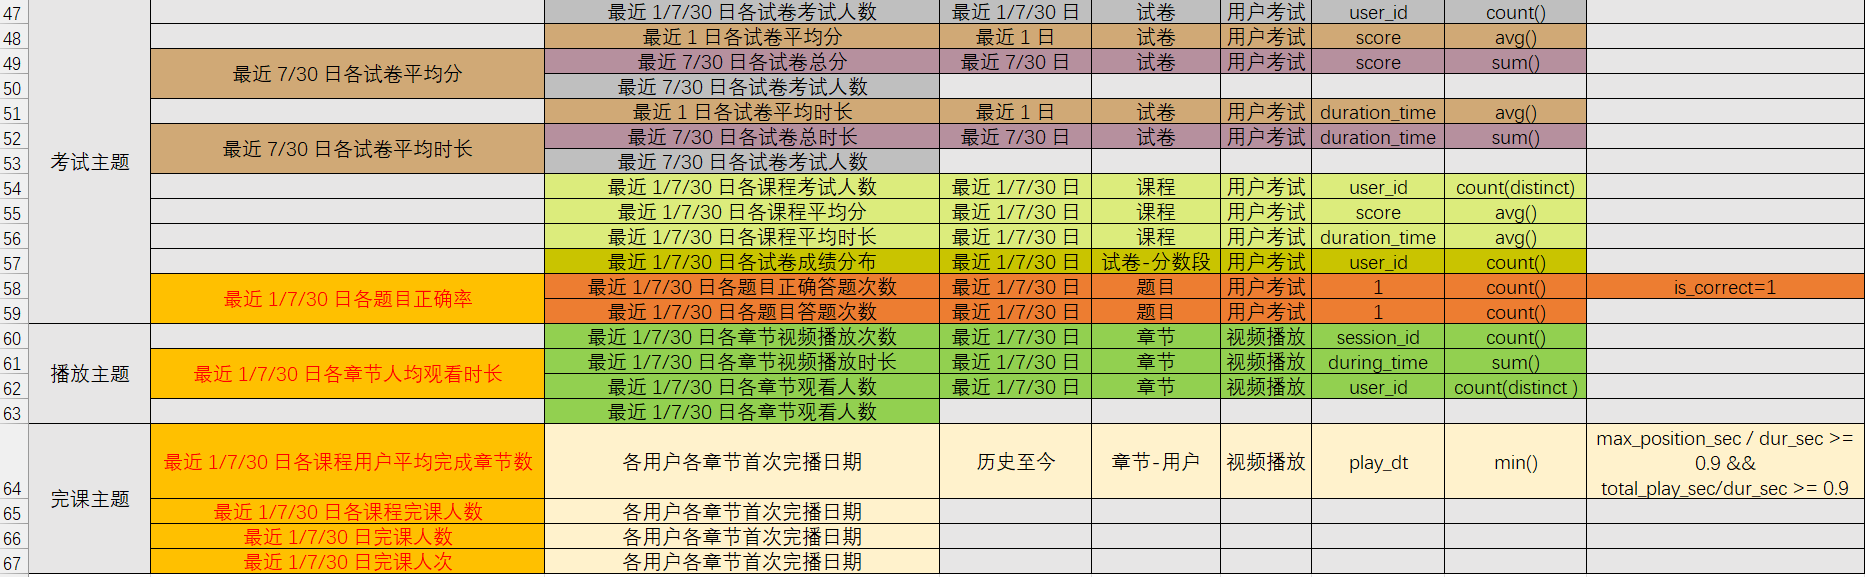 47 最近 1/7/30 日各试卷考试人数 最近 1/7/30 日 试卷 用户考试 user_id count()
48 最近 1 日各试卷平均分 最近 1 日 试卷 用户考试 score avg()
49 最近 7/30 日各试卷平均分 最近 7/30 日各试卷总分 最近 7/30 日 试卷 用户考试 score sum()
50 最近 7/30 日各试卷考试人数
51 最近 1 日各试卷平均时长 最近 1 日 试卷 用户考试 duration_time avg()
52 最近 7/30 日各试卷平均时长 最近 7/30 日各试卷总时长 最近 7/30 日 试卷 用户考试 duration_time sum()
53 考试主题 最近 7/30 日各试卷考试人数
54 最近 1/7/30 日各课程考试人数 最近 1/7/30 日 课程 用户考试 user_id count(distinct)
55 最近 1/7/30 日各课程平均分 最近 1/7/30 日 课程 用户考试 score avg()
56 最近 1/7/30 日各课程平均时长 最近 1/7/30 日 课程 用户考试 duration_time avg()
57 最近 1/7/30 日各试卷成绩分布 最近 1/7/30 日 试卷-分数段 用户考试 user_id count()
58 最近 1/7/30 日各题目正确率 最近 1/7/30 日各题目正确答题次数 最近 1/7/30 日 题目 用户考试 1 count() is_correct=1
59 最近 1/7/30 日各题目答题次数 最近 1/7/30 日 题目 用户考试 1 count()
60 最近 1/7/30 日各章节视频播放次数 最近 1/7/30 日 章节 视频播放 session_id count()
61 播放主题 最近 1/7/30 日各章节人均观看时长 最近 1/7/30 日各章节视频播放时长 最近 1/7/30 日 章节 视频播放 during_time sum()
62 最近 1/7/30 日各章节观看人数 最近 1/7/30 日 章节 视频播放 user_id count(distinct )
63 最近 1/7/30 日各章节观看人数
64 完课主题 最近 1/7/30 日各课程用户平均完成章节数 各用户各章节首次完播日期 历史至今 章节-用户 视频播放 play_dt min() max_position_sec / dur_sec >=
0.9 &&
total_play_sec/dur_sec >= 0.9
65 最近 1/7/30 日各课程完课人数 各用户各章节首次完播日期
66 最近 1/7/30 日完课人数 各用户各章节首次完播日期
67 最近 1/7/30 日完课人次 各用户各章节首次完播日期